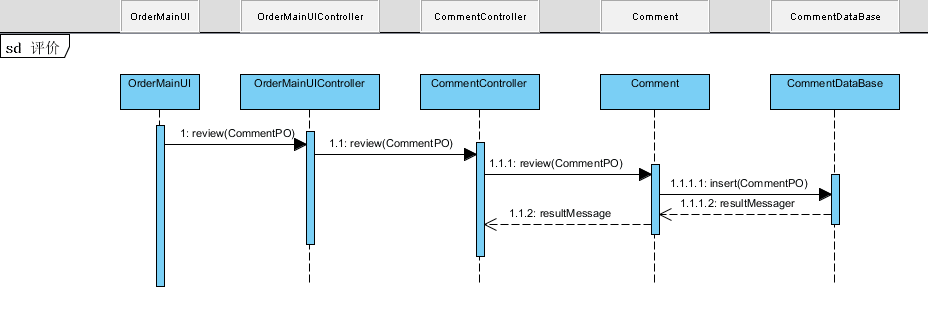 OrderMainUI OrderMainUIController CommentController Comment CommentDataBase
sd 评价
OrderMainUI OrderMainUIController CommentController Comment CommentDataBase
1: review(CommentPO)
1.1: review(CommentPO)
1.1.1: review(CommentPO)
1.1.1.1: insert(CommentPO)
1.1.1.2: resultMessager
1.1.2: resultMessage